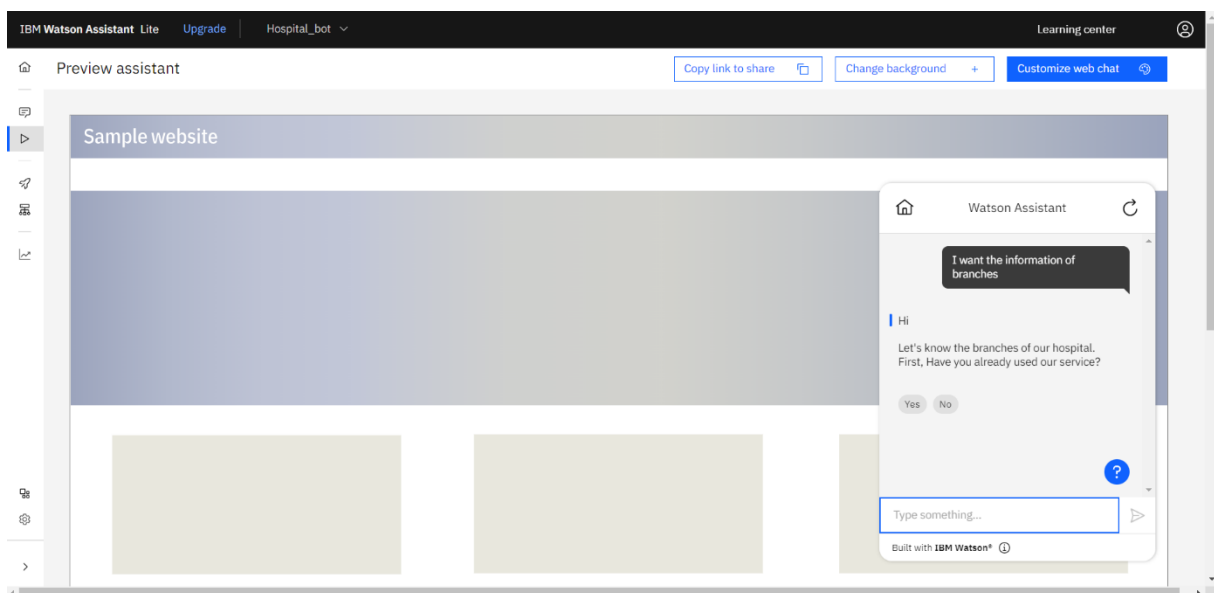 IBM Watson Assistant Lite Upgrade Hospital_bot Learning center
Preview assistant Copy link to share Change background + Customize web chat
Sample website
Watson Assistant
I want the information of
branches
Hi
Let's know the branches of our hospital.
First, Have you already used our service?
Yes No
?
Type something...
Built with IBM Watson®